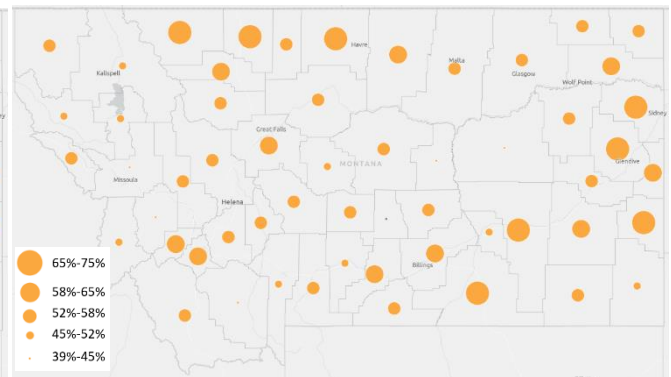 Havre
Kalispell
Malta
Glasgow
Wolf Point
Sidney
Great Falls
MONTANA
Glendive
Missoula
Helena
Billings
65%-75%
58%-65%
52%-58%
45%-52%
39%-45%